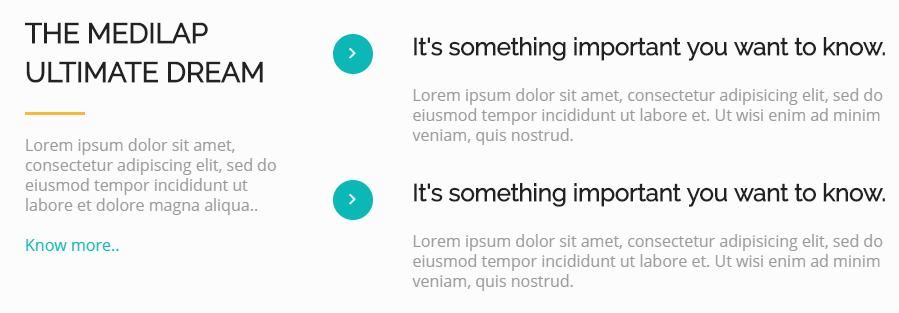 THE MEDILAP
ULTIMATE DREAM
Lorem ipsum dolor sit amet,
consectetur adipiscing elit, sed do
eiusmod tempor incididunt ut
labore et dolore magna aliqua..
Know more..
It's something important you want to know.
Lorem ipsum dolor sit amet, consectetur adipisicing elit, sed do
eiusmod tempor incididunt ut labore et. Ut wisi enim ad minim
veniam, quis nostrud.
It's something important you want to know.
Lorem ipsum dolor sit amet, consectetur adipisicing elit, sed do
eiusmod tempor incididunt ut labore et. Ut wisi enim ad minim
veniam, quis nostrud.